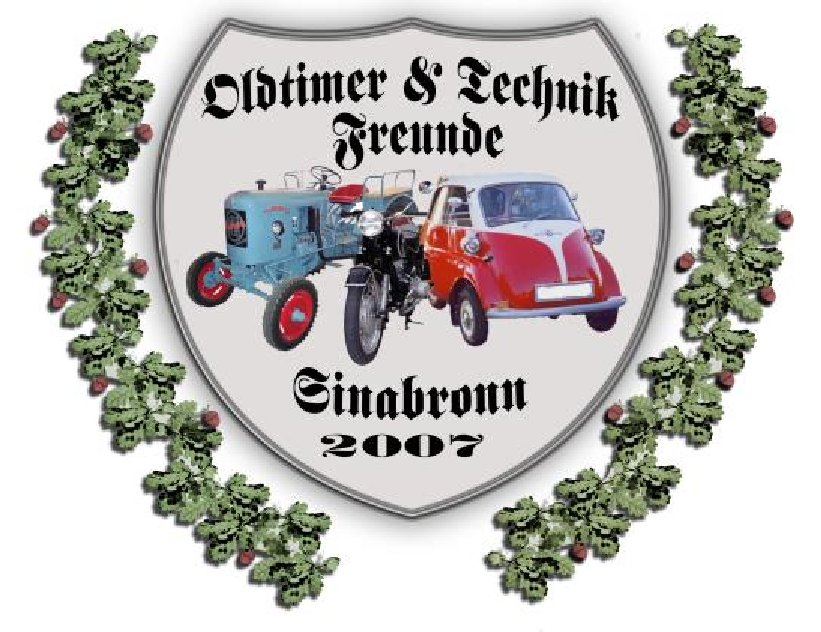 Oldtimer & Technik
Freunde
Sinabronn
2007